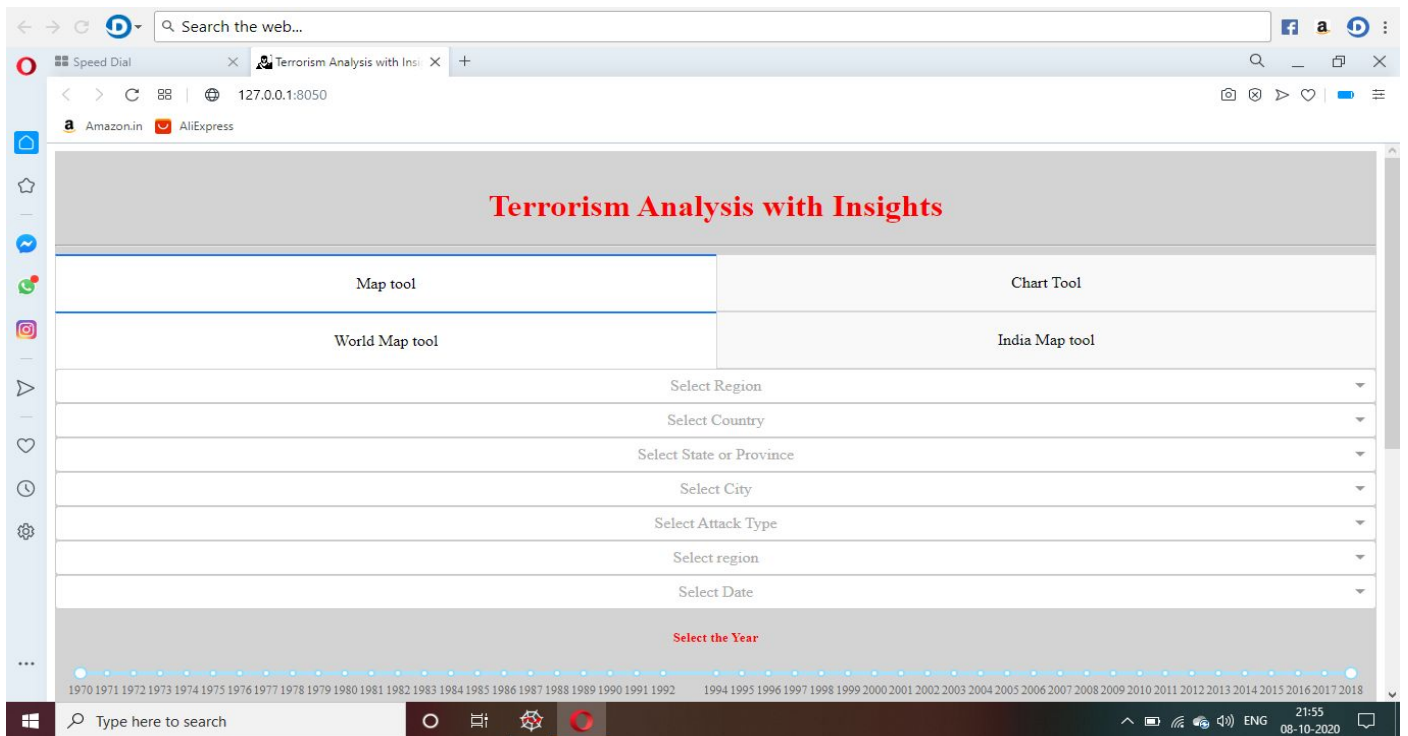 Search the web...
Speed Dial
Terrorism Analysis with Insi
127.0.0.1:8050
Amazon.in AliExpress
Terrorism Analysis with Insights
Map tool Chart Tool
World Map tool India Map tool
Select Region
Select Country
Select State or Province
Select City
Select Attack Type
Select region
Select Date
Select the Year
1970 1971 1972 1973 1974 1975 1976 1977 1978 1979 1980 1981 1982 1983 1984 1985 1986 1987 1988 1989 1990 1991 1992 1994 1995 1996 1997 1998 1999 2000 2001 2002 2003 2004 2005 2006 2007 2008 2009 2010 2011 2012 2013 2014 2015 2016 2017 2018
Type here to search
ENG
21:55
08-10-2020